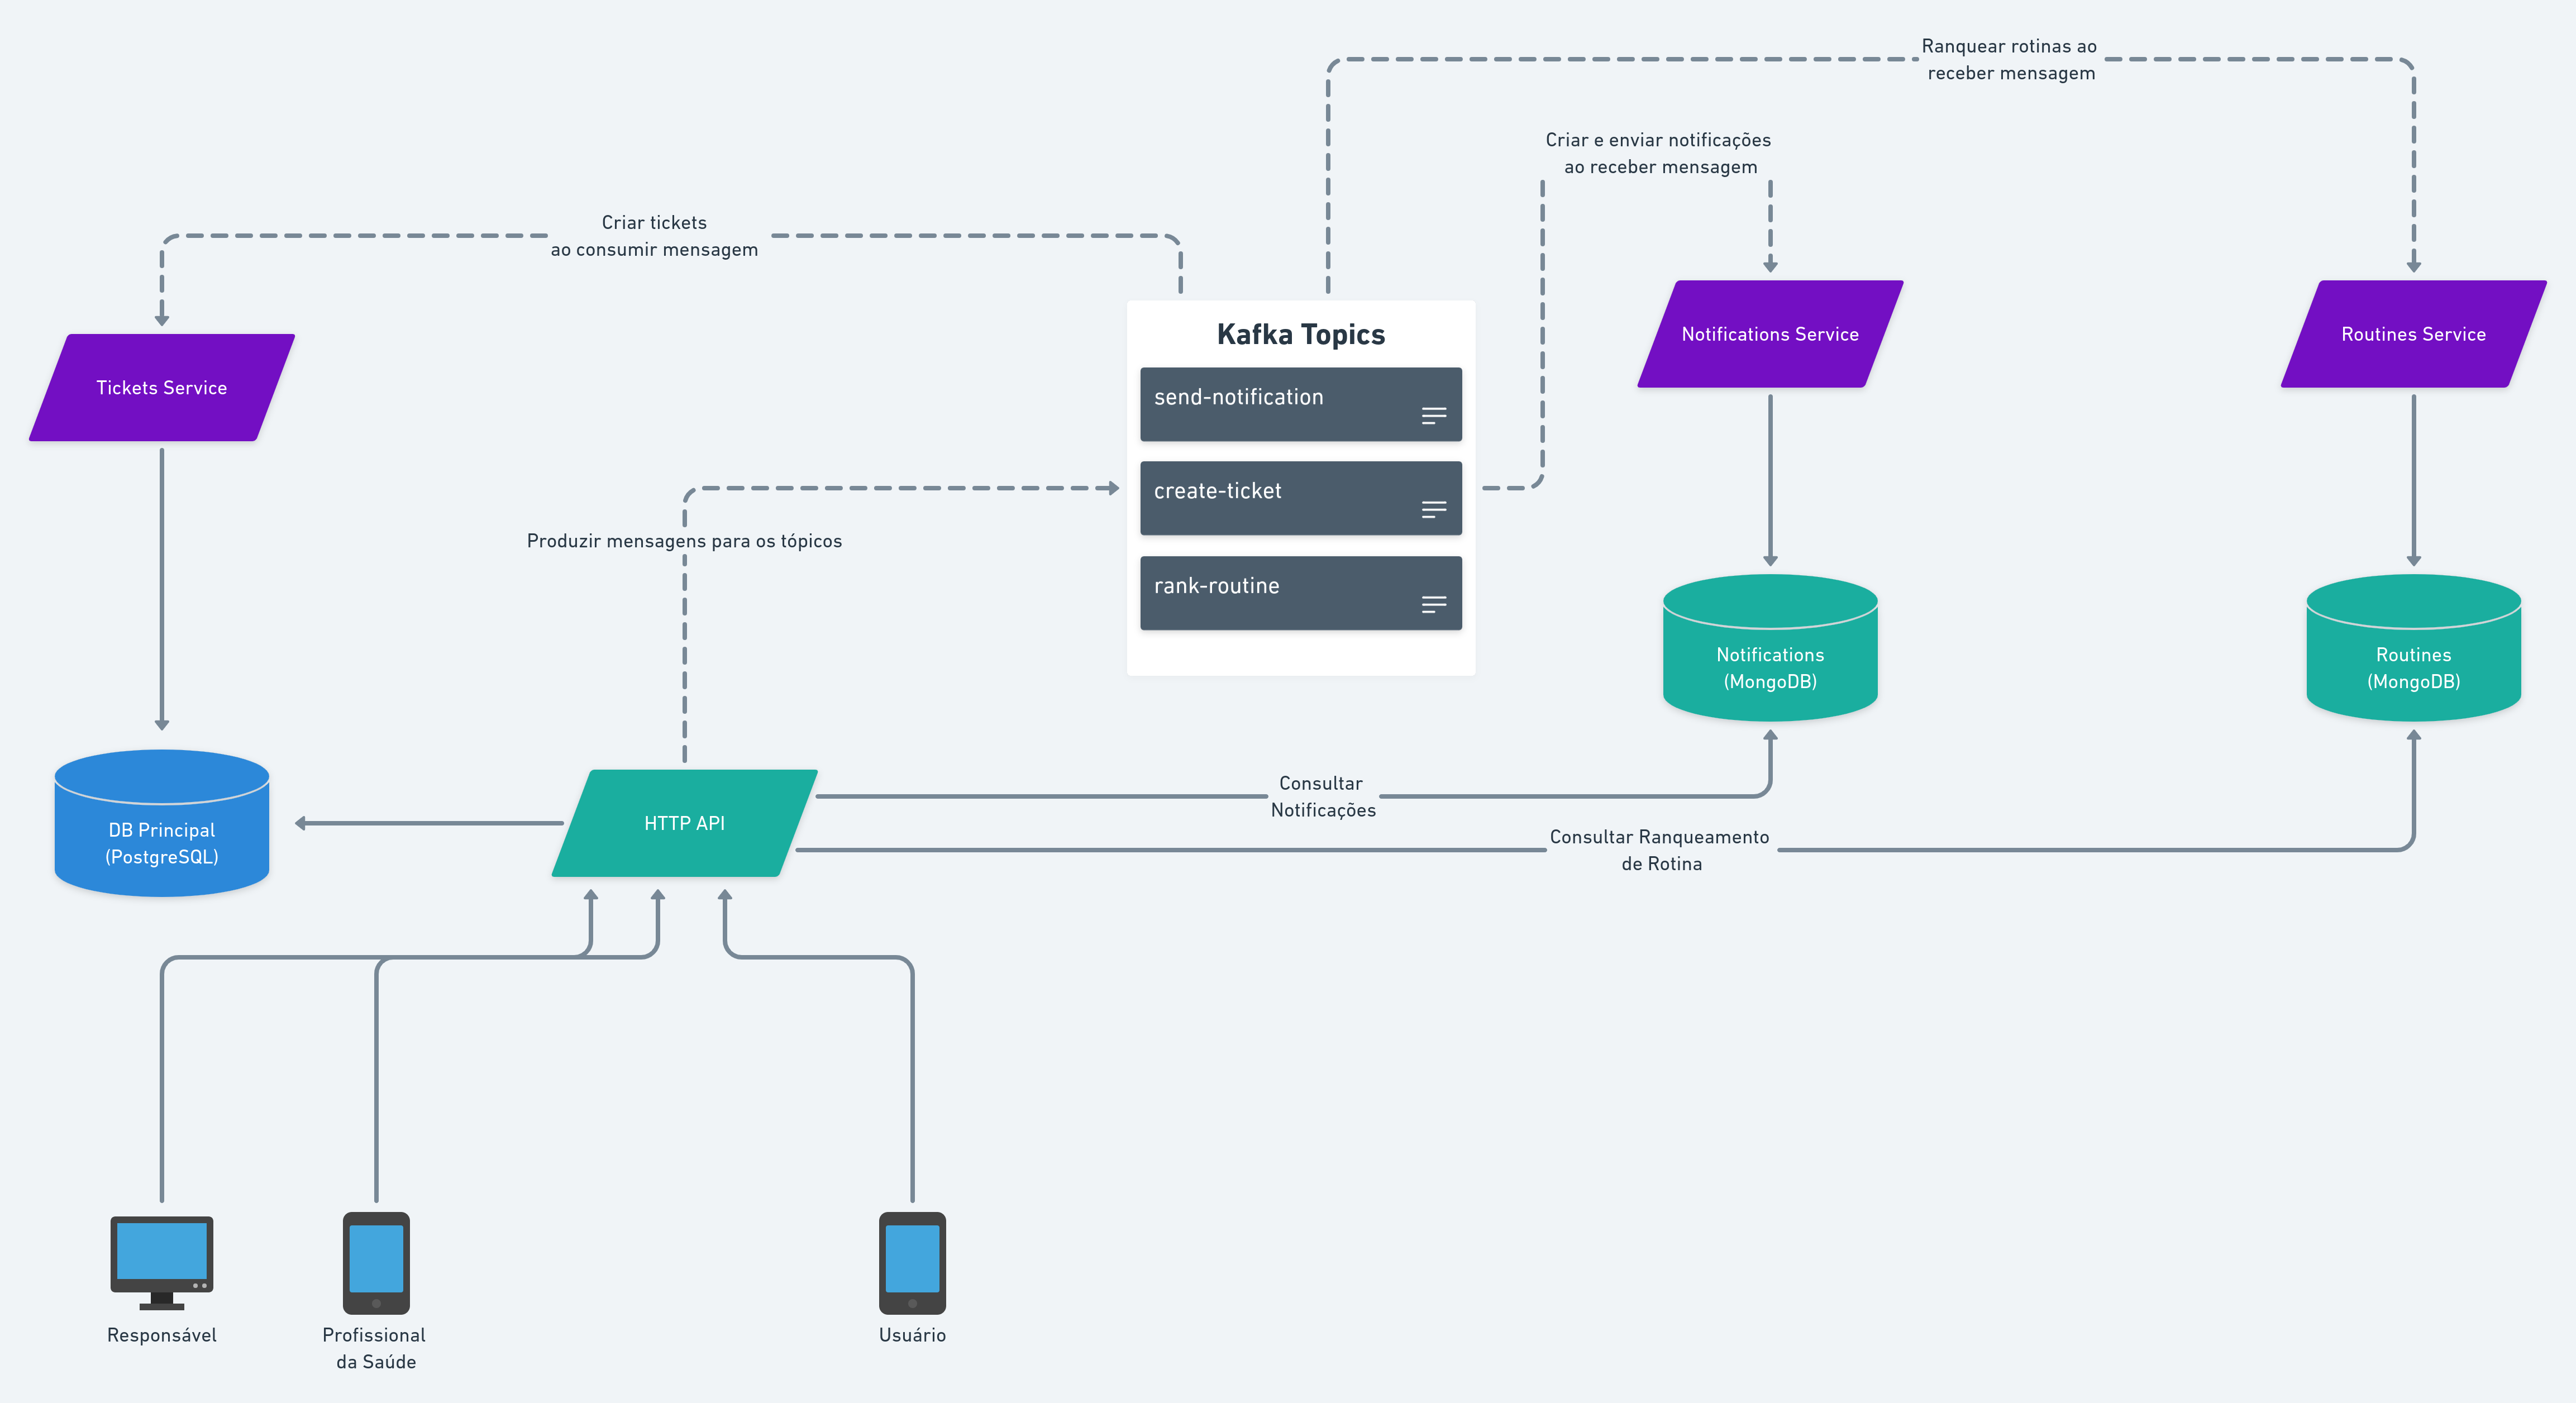 Ranquear rotinas ao
receber mensagem
Criar e enviar notificações
ao receber mensagem
Criar tickets
ao consumir mensagem
Kafka Topics
send-notification
create-ticket
rank-routine
Notifications Service
Routines Service
Tickets Service
Produzir mensagens para os tópicos
Notifications
(MongoDB)
Routines
(MongoDB)
DB Principal
(PostgreSQL)
HTTP API
Consultar
Notificações
Consultar Ranqueamento
de Rotina
Responsável
Profissional
da Saúde
Usuário